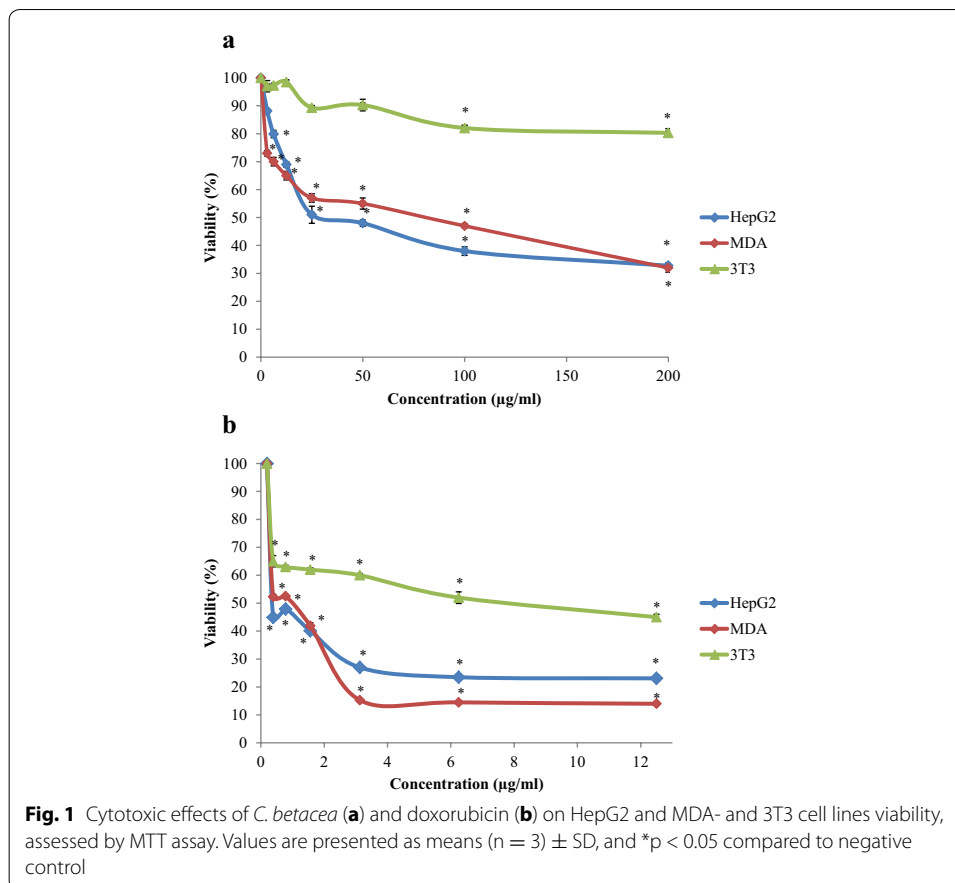 a
100
90
80
70
60
50
40
30
20
10
0
Viability (%)
0 50 100 150 200
Concentration (µg/ml)
HepG2
MDA
3T3
* * * * * * * * * * * * * *
b
100
90
80
70
60
50
40
30
20
10
0
Viability (%)
0 2 4 6 8 10 12
Concentration (µg/ml)
HepG2
MDA
3T3
* * * * * * * * * * * * * * * * * *
Fig. 1 Cytotoxic effects of C. betacea (a) and doxorubicin (b) on HepG2 and MDA- and 3T3 cell lines viability,
assessed by MTT assay. Values are presented as means (n = 3) ± SD, and *p < 0.05 compared to negative
control